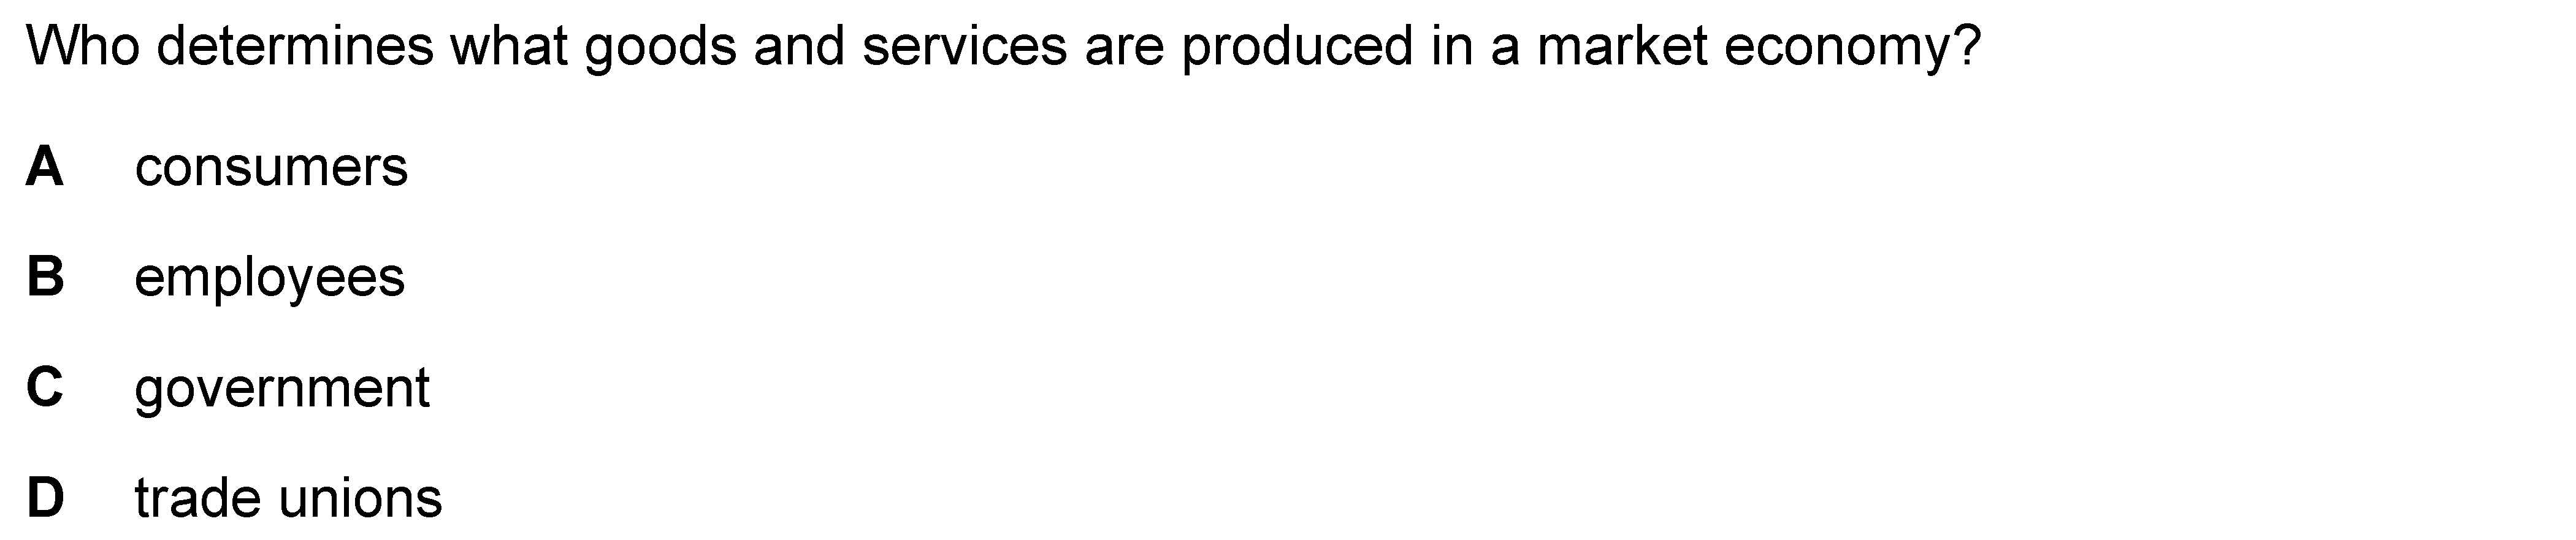 Who determines what goods and services are produced in a market economy?
A consumers
B employees
C government
D trade unions